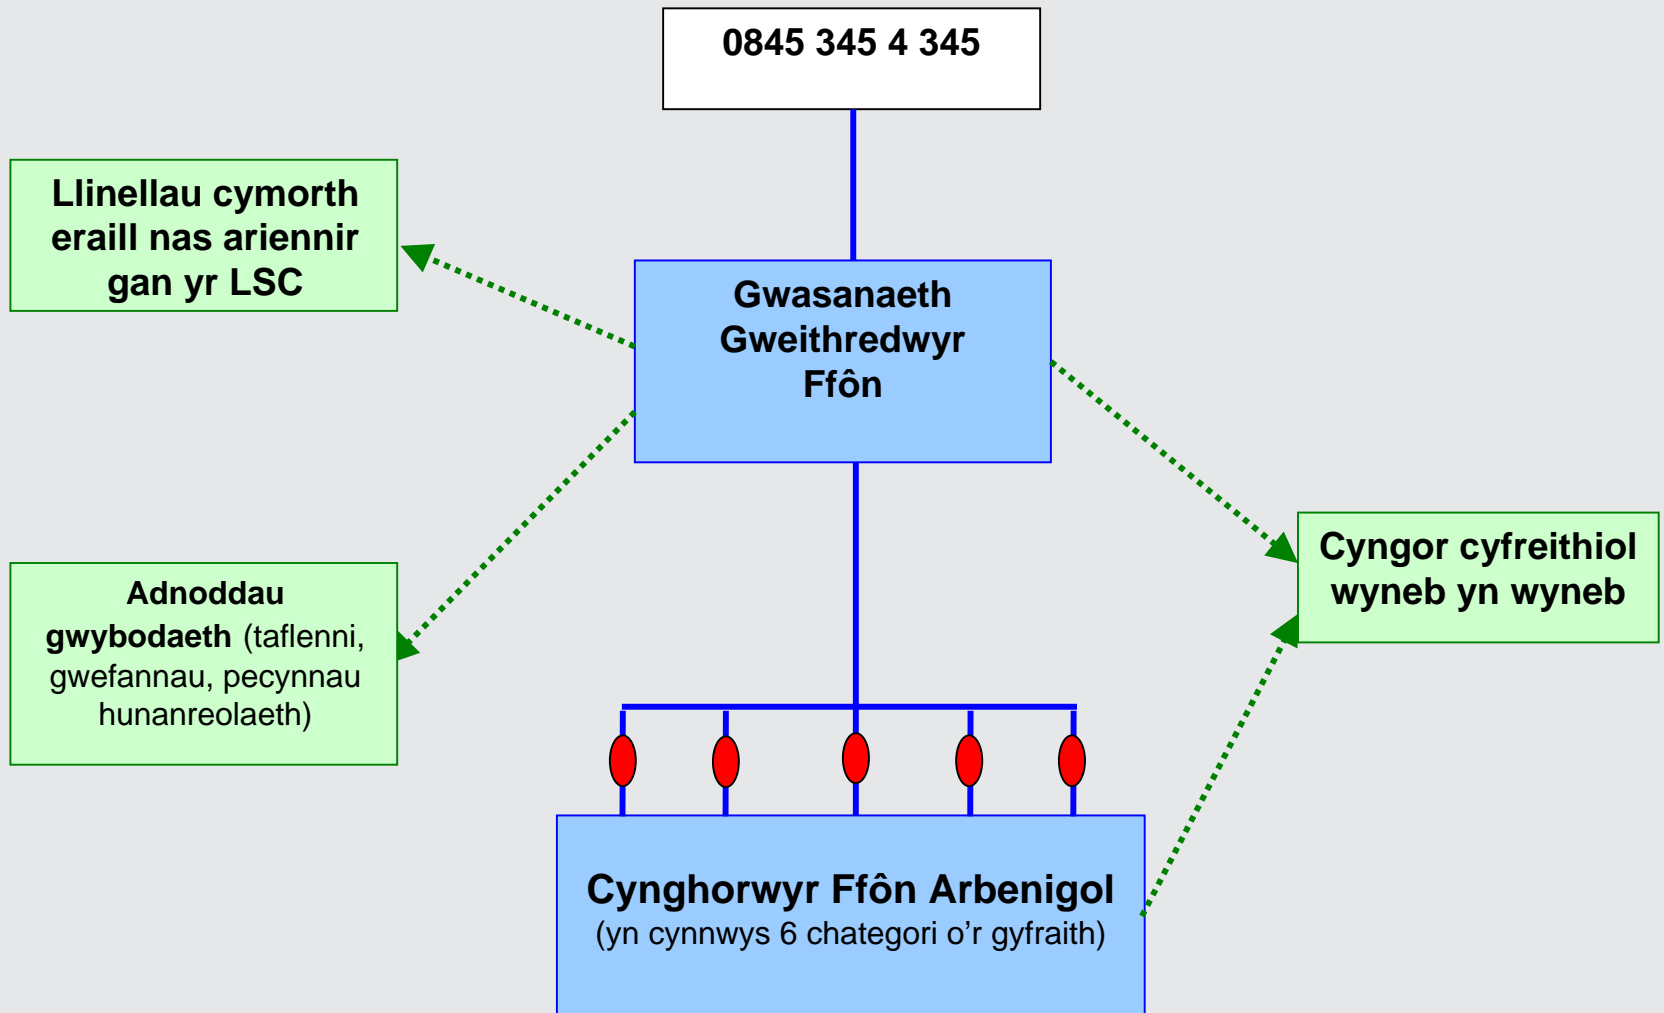 0845 345 4 345
Llinellau cymorth
eraill nas ariennir
gan yr LSC
Gwasanaeth
Gweithredwyr
Ffôn
Cyngor cyfreithiol
wyneb yn wyneb
Adnoddau
gwybodaeth (taflenni,
gwefannau, pecynnau
hunanreolaeth)
Cynghorwyr Ffôn Arbenigol
(yn cynnwys 6 chategori o’r gyfraith)